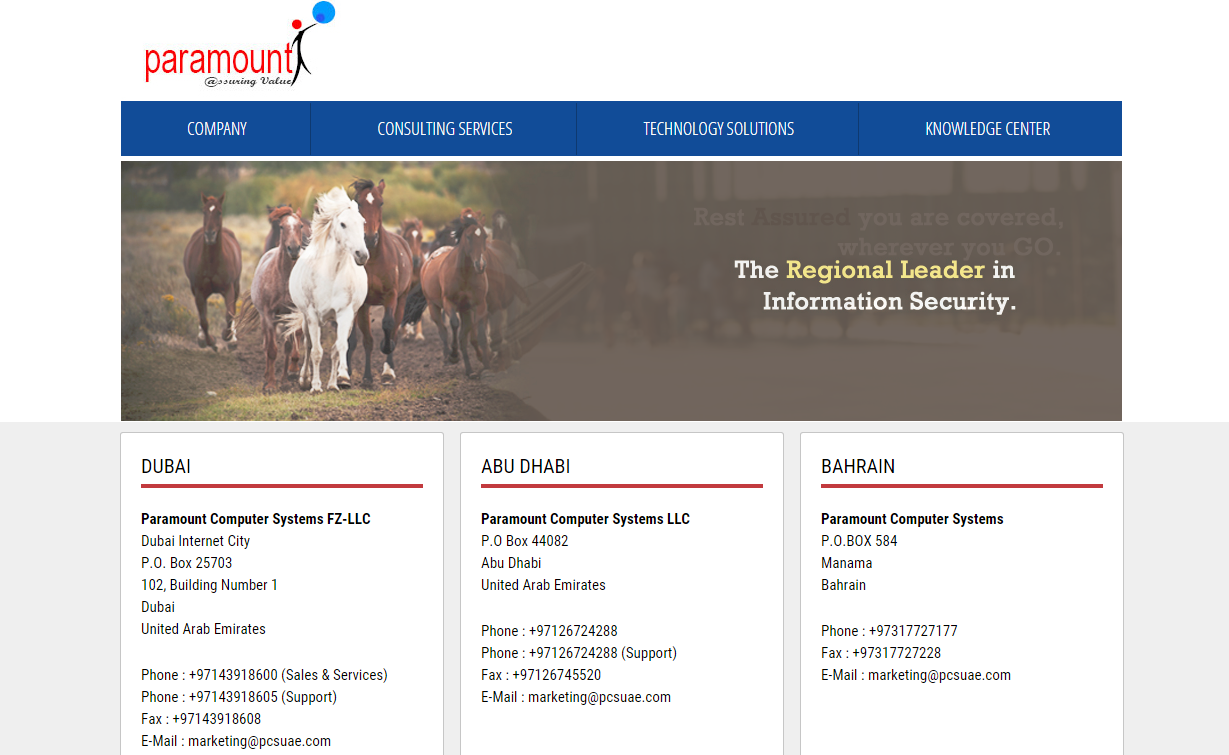 paramount
@ssuring Value
COMPANY
CONSULTING SERVICES
TECHNOLOGY SOLUTIONS
KNOWLEDGE CENTER
Rest Assured you are covered,
wherever you GO.
The Regional Leader in
Information Security.
DUBAI
Paramount Computer Systems FZ-LLC
Dubai Internet City
P.O. Box 25703
102, Building Number 1
Dubai
United Arab Emirates
Phone : +97143918600 (Sales & Services)
Phone : +97143918605 (Support)
Fax : +97143918608
E-Mail : marketing@pcsuae.com
ABU DHABI
Paramount Computer Systems LLC
P.O Box 44082
Abu Dhabi
United Arab Emirates
Phone : +97126724288
Phone : +97126724288 (Support)
Fax : +97126745520
E-Mail : marketing@pcsuae.com
BAHRAIN
Paramount Computer Systems
P.O.BOX 584
Manama
Bahrain
Phone : +97317727177
Fax : +97317727228
E-Mail : marketing@pcsuae.com